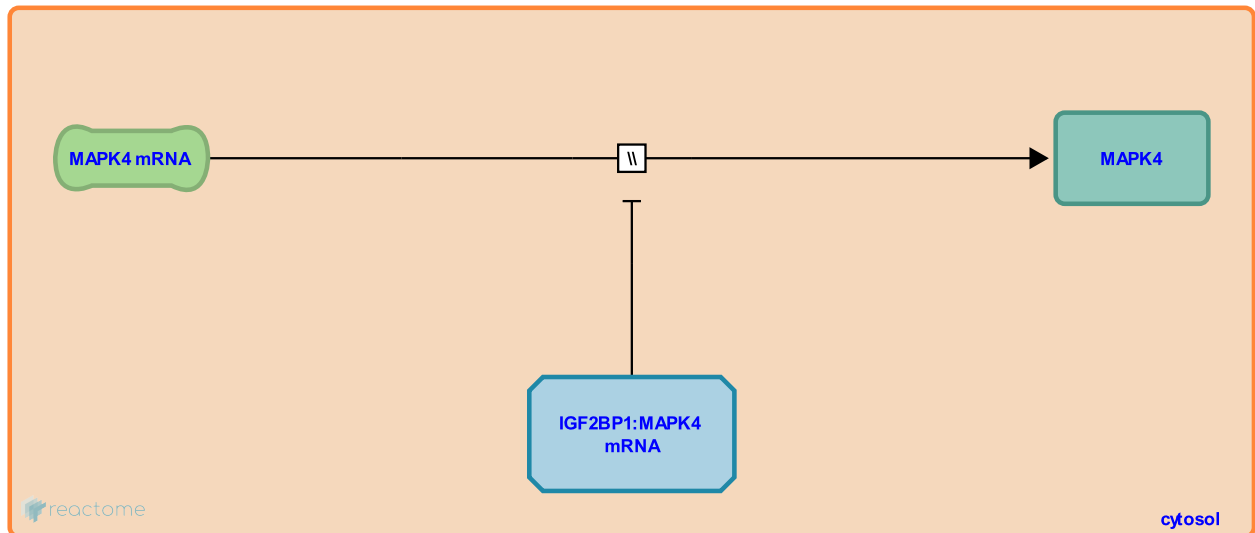 MAPK4 mRNA
\\
MAPK4
IGF2BP1:MAPK4
mRNA
reactome
cytosol